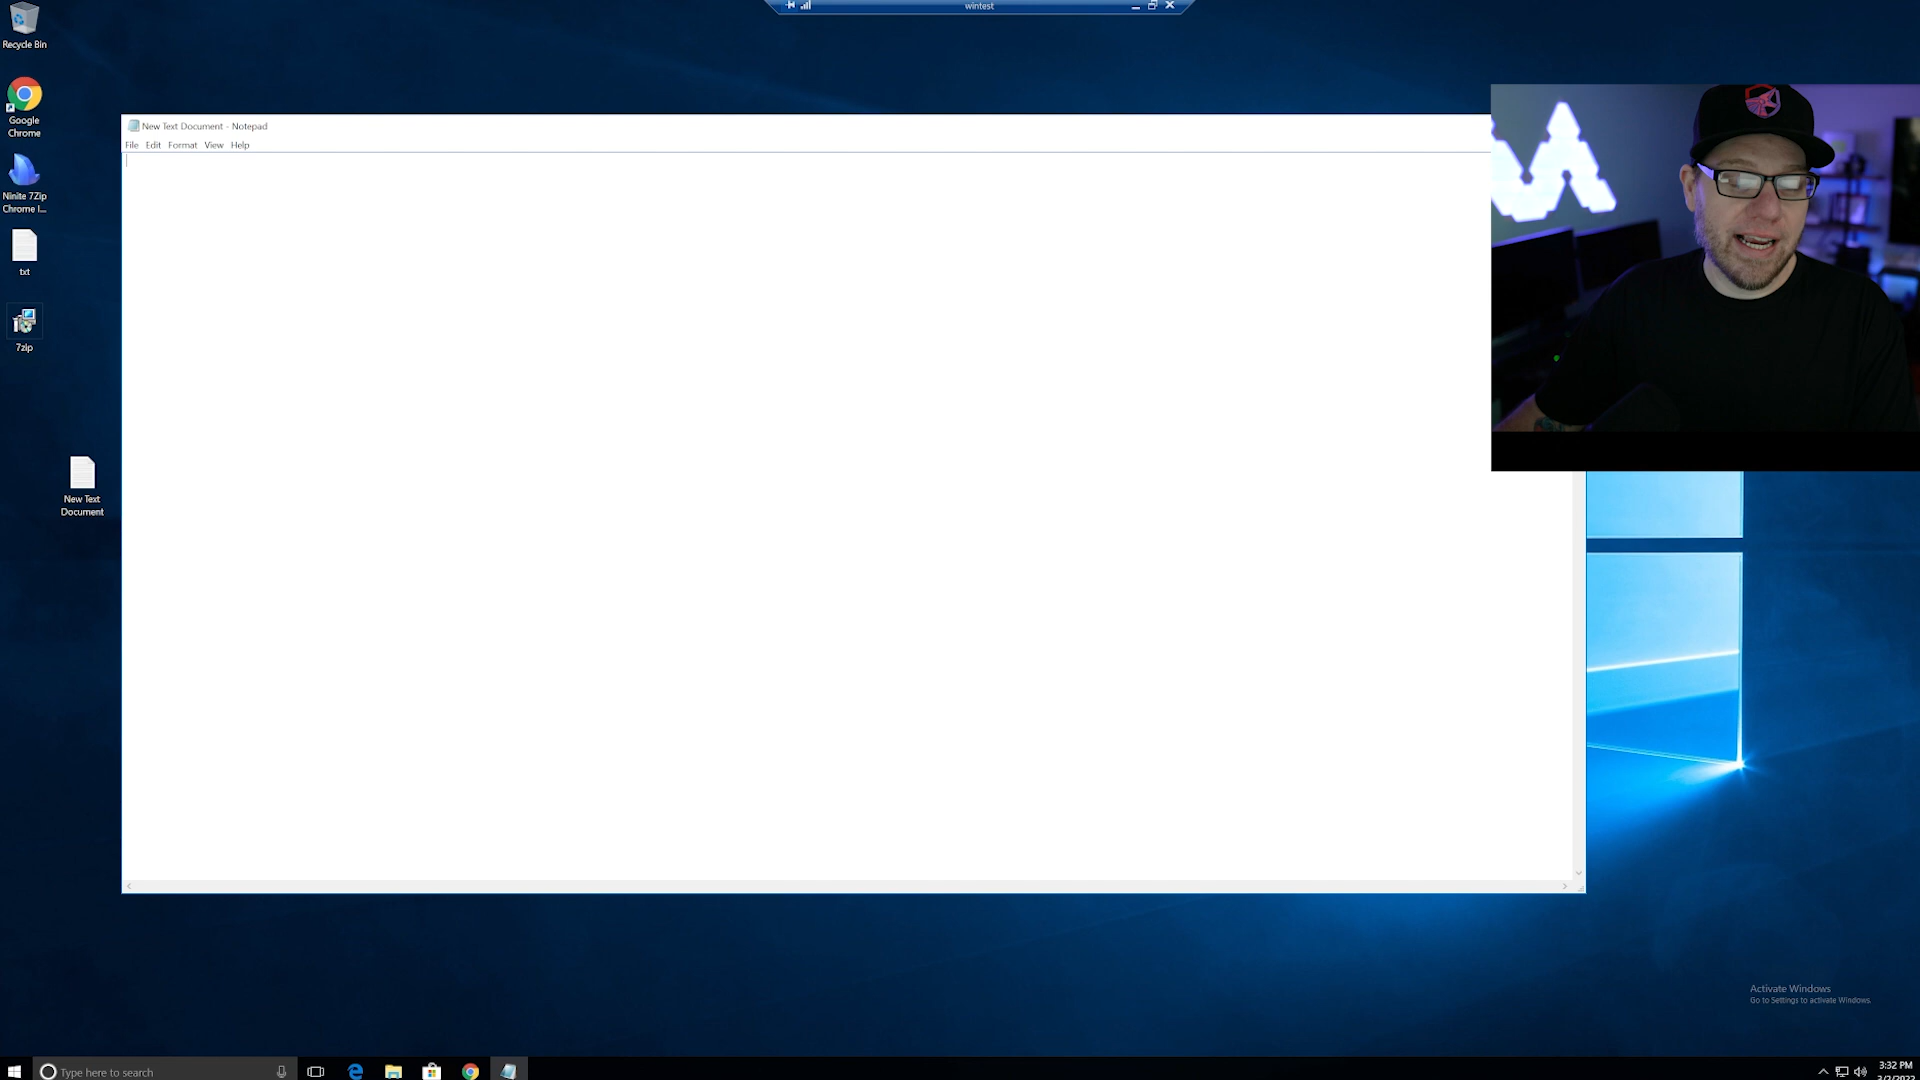 wintest
Recycle Bin
Google
Chrome
Ninite 7Zip
Chrome I...
txt
7zip
New Text
Document
New Text Document - Notepad
File Edit Format View Help
Activate Windows
Go to Settings to activate Windows.
Type here to search
3:32 PM